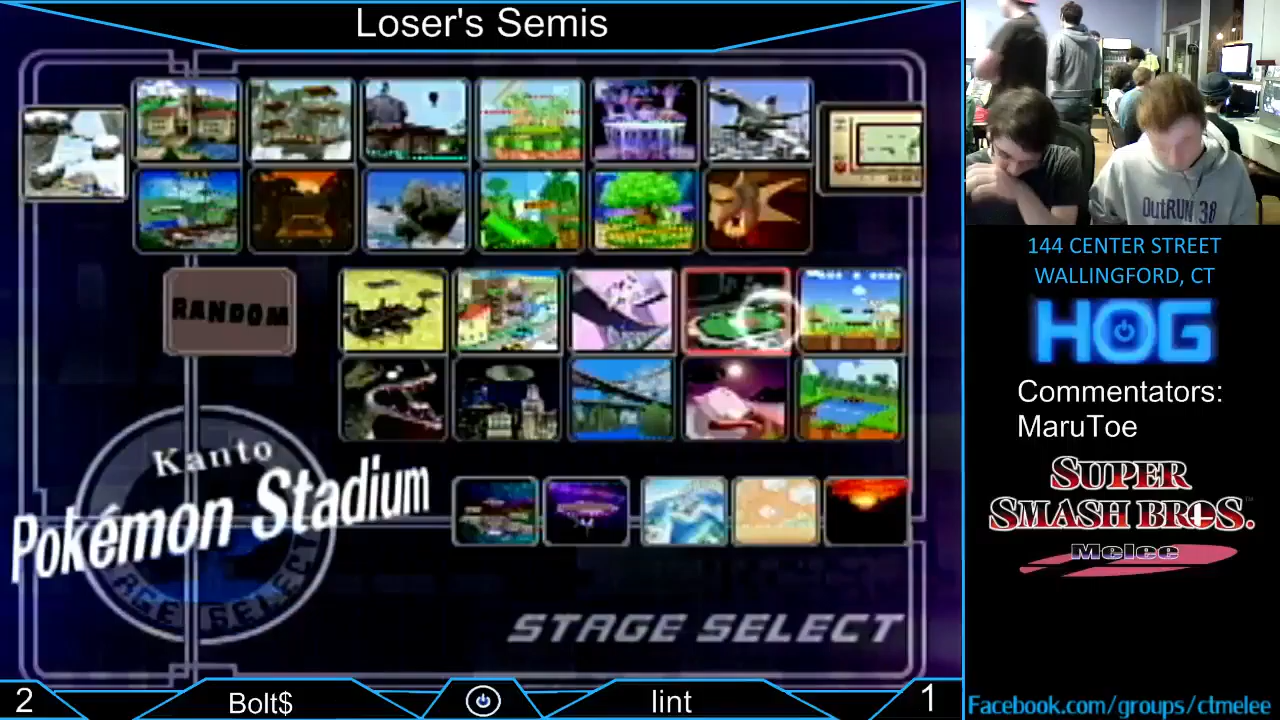 Loser's Semis
RANDOM
Kanto
Pokémon Stadium
STAGE SELECT
2
Bolt$
lint
1
OutRUN 38
144 CENTER STREET
WALLINGFORD, CT
HOG
Commentators:
MaruToe
SUPER
SMASH BROS.
Melee
Facebook.com/groups/ctmelee